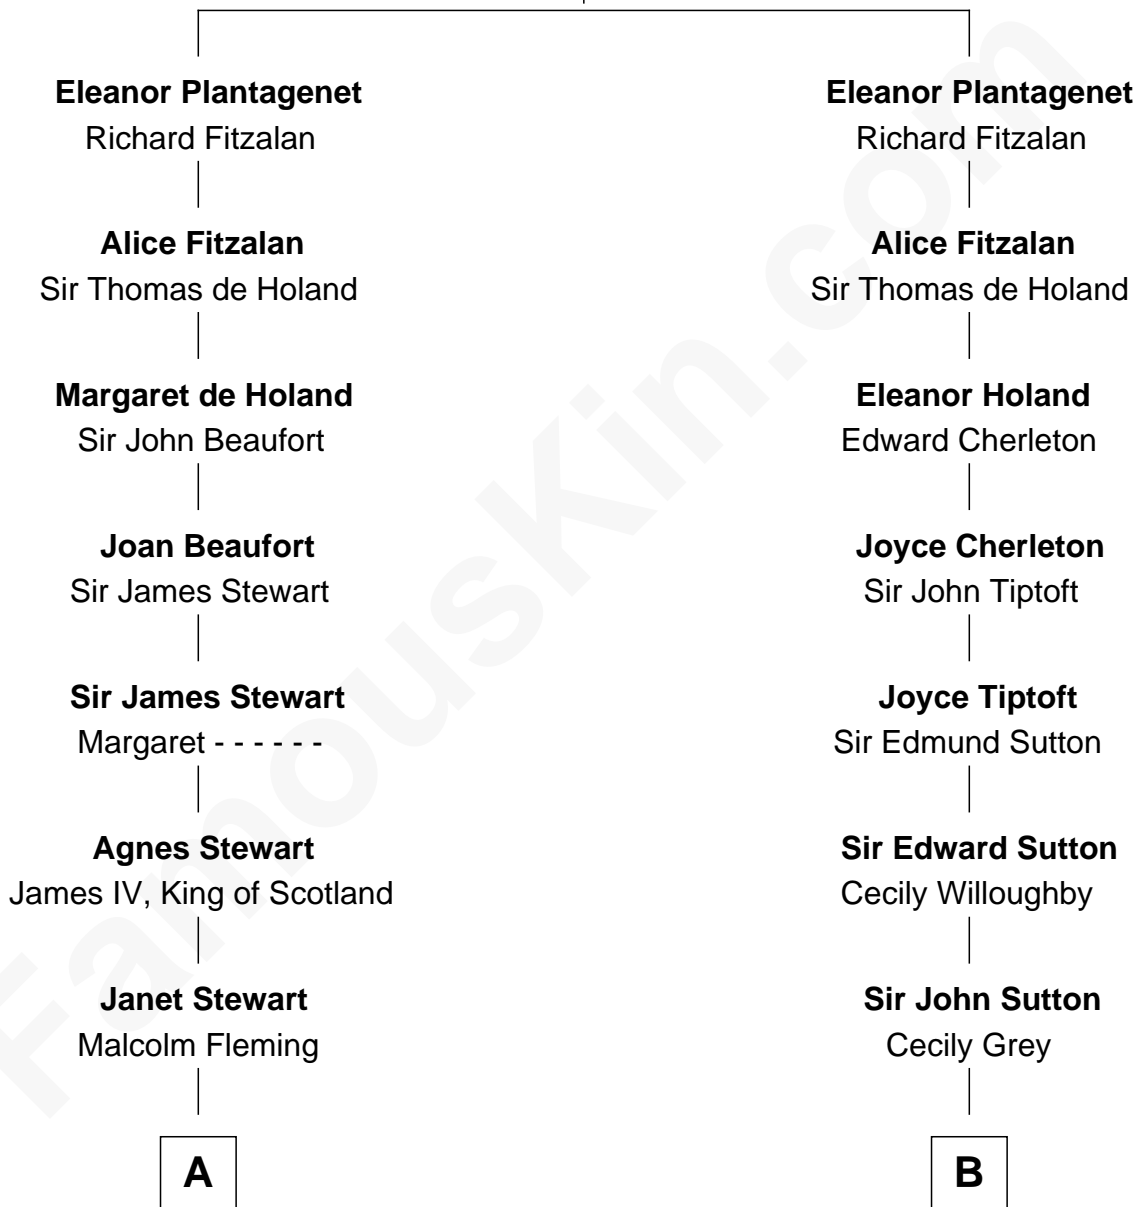 Eleanor Plantagenet
Richard Fitzalan
Alice Fitzalan
Sir Thomas de Holand
Margaret de Holand
Sir John Beaufort
Joan Beaufort
Sir James Stewart
Sir James Stewart
Margaret - - - - - -
Agnes Stewart
James IV, King of Scotland
Janet Stewart
Malcolm Fleming
A
Eleanor Plantagenet
Richard Fitzalan
Alice Fitzalan
Sir Thomas de Holand
Eleanor Holand
Edward Cherleton
Joyce Cherleton
Sir John Tiptoft
Joyce Tiptoft
Sir Edmund Sutton
Sir Edward Sutton
Cecily Willoughby
Sir John Sutton
Cecily Grey
B
FamousKin.com